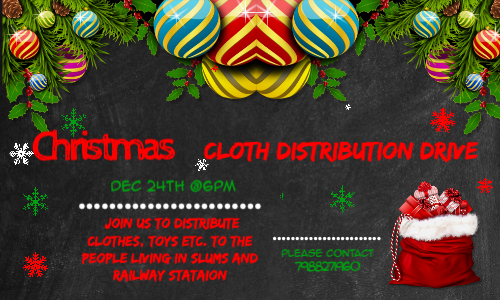 Christmas CLOTH DISTRIBUTION DRIVE
DEC 24TH @6PM
JOIN US TO DISTRIBUTE
CLOTHES, TOYS ETC. TO THE
PEOPLE LIVING IN SLUMS AND
RAILWAY STATAION
PLEASE CONTACT
798827960